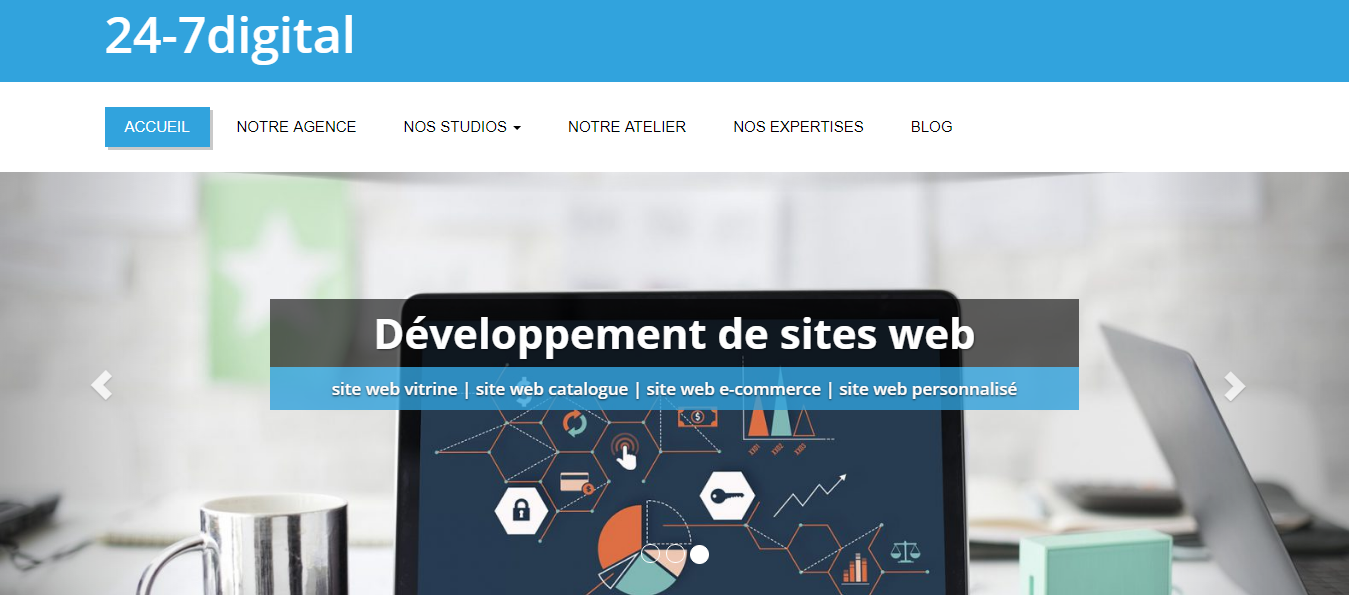 24-7digital
ACCUEIL NOTRE AGENCE NOS STUDIOS NOTRE ATELIER NOS EXPERTISES BLOG
Développement de sites web
site web vitrine | site web catalogue | site web e-commerce | site web personnalisé
$